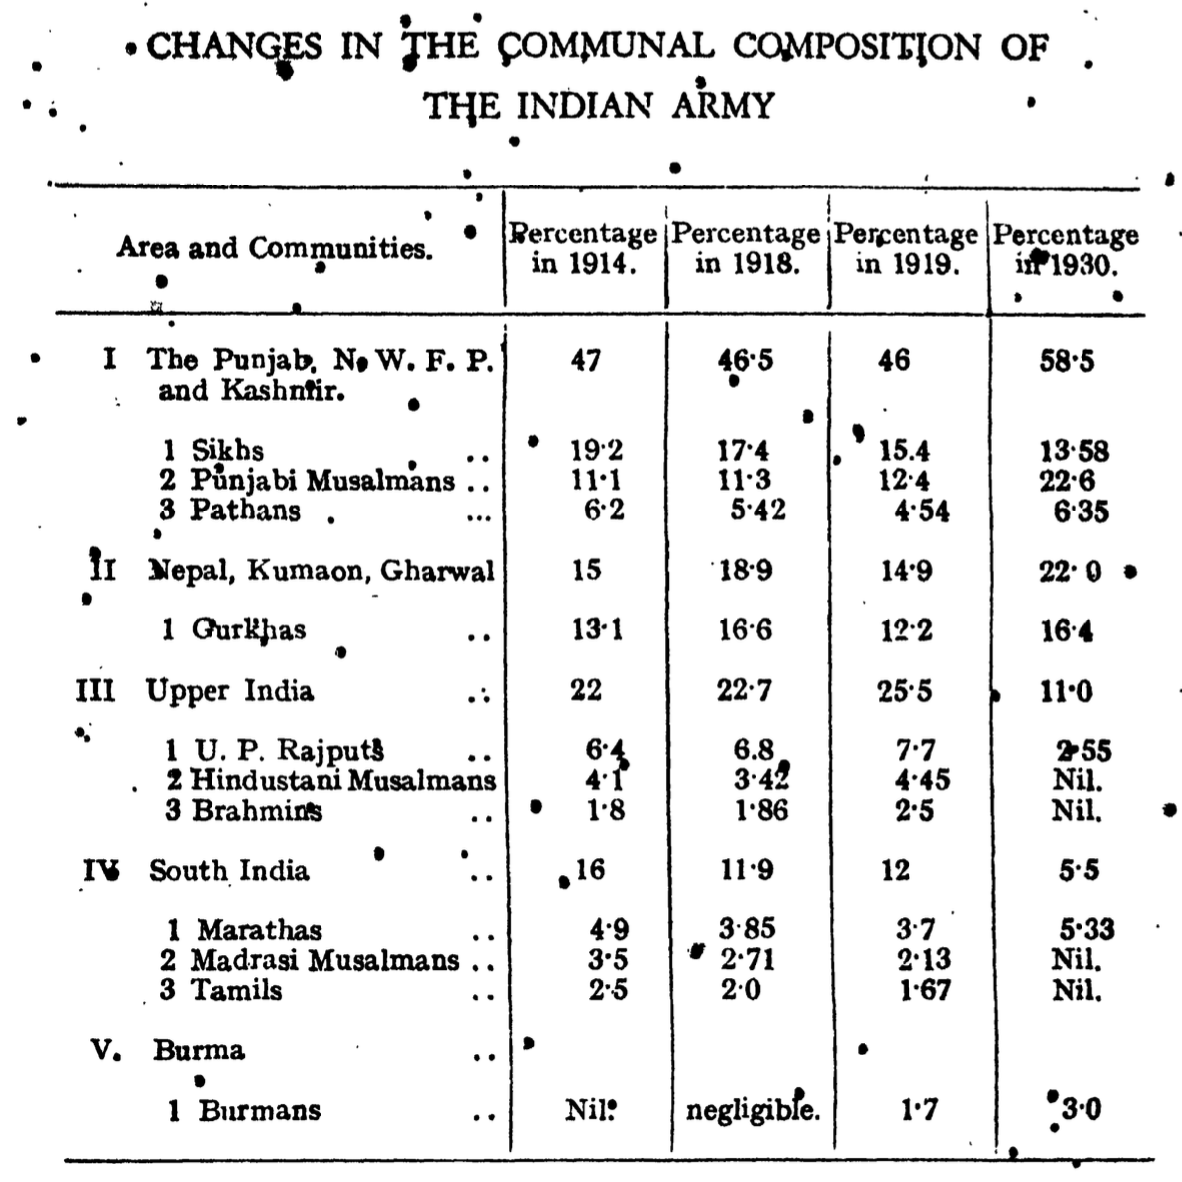 CHANGES IN THE COMMUNAL COMPOSITION OF
THE INDIAN ARMY
Area and Communities. Percentage in 1914. Percentage in 1918. Percentage in 1919. Percentage in 1930.
I The Punjab, N. W. F. P. 47 46·5 46 58·5
and Kashmir.
1 Sikhs .. 19·2 17·4 15.4 13·58
2 Punjabi Musalmans .. 11·1 11·3 12·4 22·6
3 Pathans ... 6·2 5·42 4·54 6·35
II Nepal, Kumaon, Gharwal 15 18·9 14·9 22·0
1 Gurkhas .. 13·1 16·6 12·2 16·4
III Upper India .. 22 22·7 25·5 11·0
1 U. P. Rajputs .. 6·4 6.8 7·7 2·55
2 Hindustani Musalmans 4·1 3·42 4·45 Nil.
3 Brahmins .. 1·8 1·86 2·5 Nil.
IV South India .. 16 11·9 12 5·5
1 Marathas .. 4·9 3·85 3·7 5·33
2 Madrasi Musalmans .. 3·5 2·71 2·13 Nil.
3 Tamils .. 2·5 2·0 1·67 Nil.
V. Burma ..
1 Burmans .. Nil. negligible. 1·7 3·0